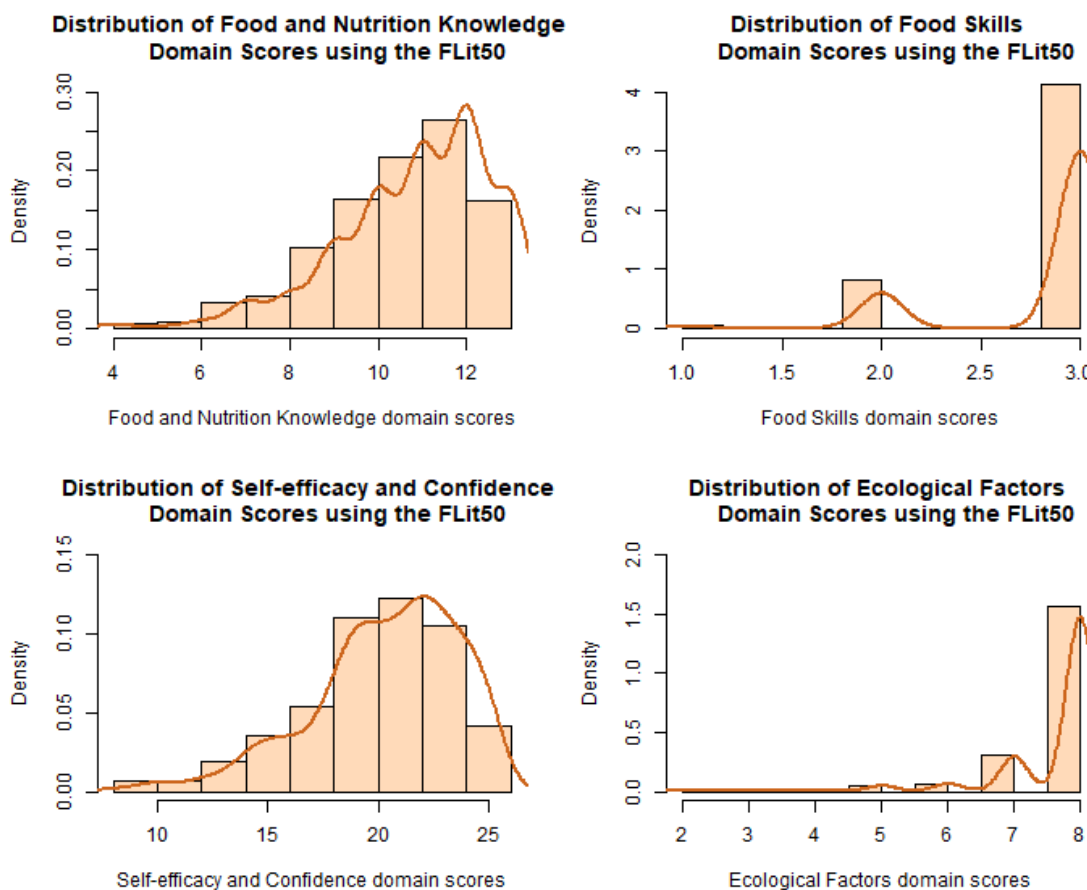 Distribution of Food and Nutrition Knowledge
Domain Scores using the FLit50
Density
0.00
0.10
0.20
0.30
4
6
8
10
12
Food and Nutrition Knowledge domain scores
Distribution of Food Skills
Domain Scores using the FLit50
Density
0
1
2
3
4
1.0
1.5
2.0
2.5
3.0
Food Skills domain scores
Distribution of Self-efficacy and Confidence
Domain Scores using the FLit50
Density
0.00
0.05
0.10
0.15
10
15
20
25
Self-efficacy and Confidence domain scores
Distribution of Ecological Factors
Domain Scores using the FLit50
Density
0.0
0.5
1.0
1.5
2.0
2
3
4
5
6
7
8
Ecological Factors domain scores